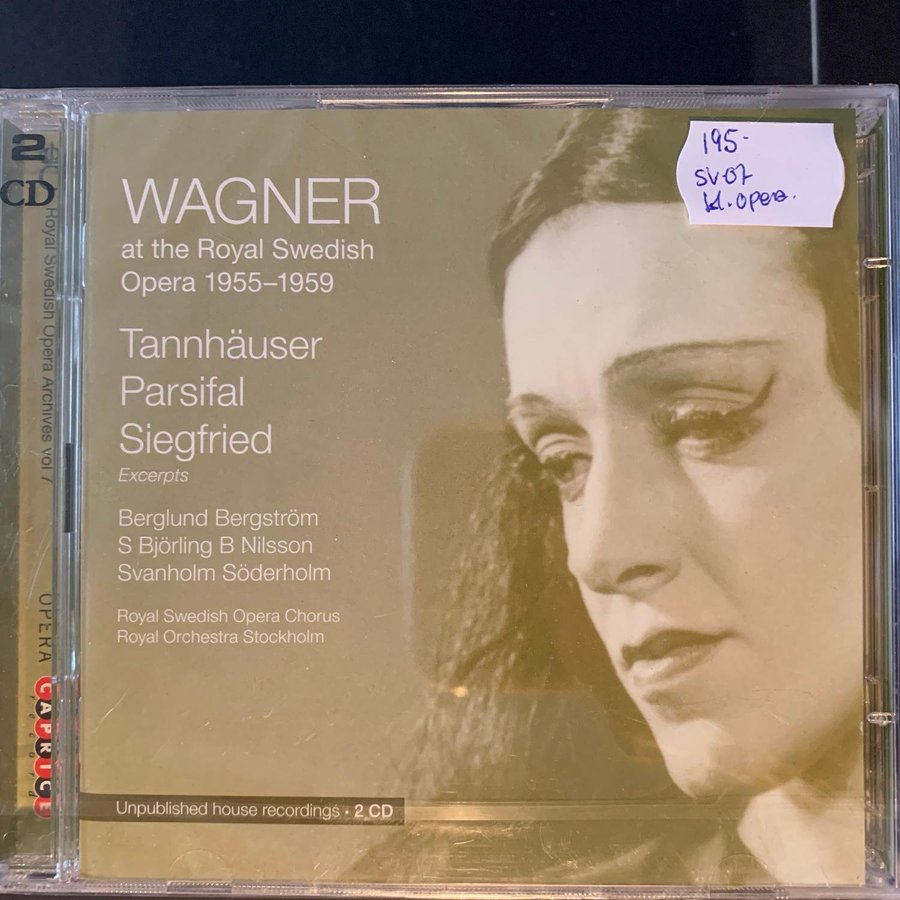 2
CD
Royal Swedish Opera Archives vol 7
OPERA
CAPRICE
records
195-
SV07
kl. opera.
WAGNER
at the Royal Swedish
Opera 1955–1959
Tannhäuser
Parsifal
Siegfried
Excerpts
Berglund Bergström
S Björling B Nilsson
Svanholm Söderholm
Royal Swedish Opera Chorus
Royal Orchestra Stockholm
Unpublished house recordings · 2 CD